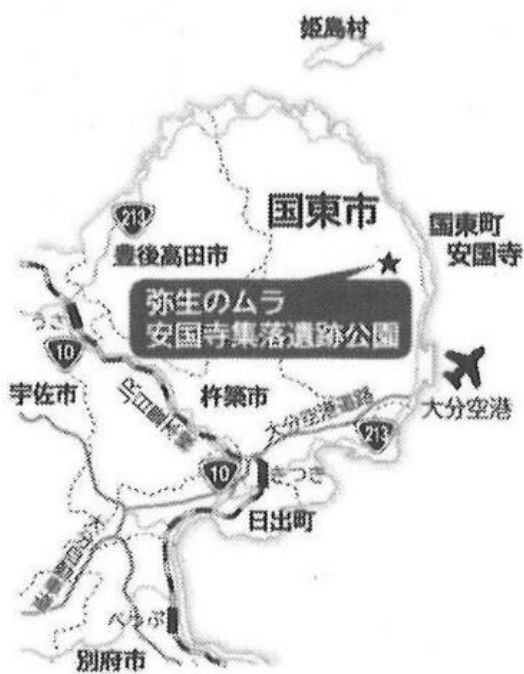 姫島村
国東市
213
豊後高田市
国東町
安国寺
弥生のムラ
安国寺集落遺跡公園
うさ
10
宇佐市
杵築市
大分空港道路
大分空港
213
10
きつき
日出町
べっぷ
別府市